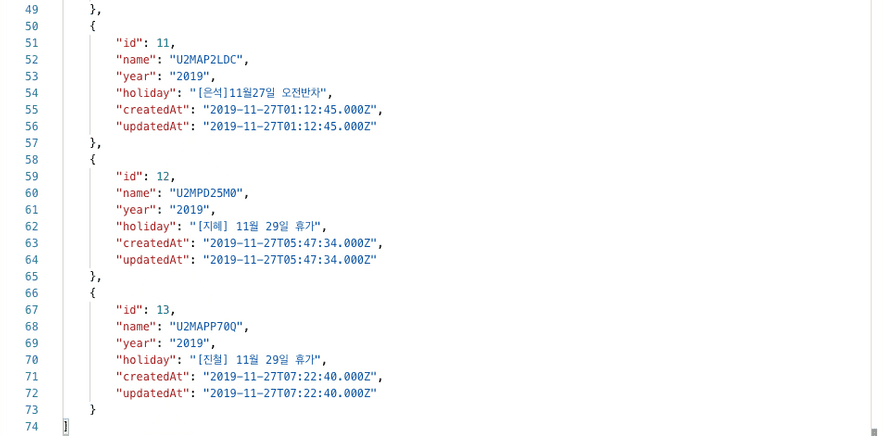 49 },
50 {
51 "id": 11,
52 "name": "U2MAP2LDC",
53 "year": "2019",
54 "holiday": "[은석]11월27일 오전반차",
55 "createdAt": "2019-11-27T01:12:45.000Z",
56 "updatedAt": "2019-11-27T01:12:45.000Z"
57 },
58 {
59 "id": 12,
60 "name": "U2MPD25M0",
61 "year": "2019",
62 "holiday": "[지혜] 11월 29일 휴가",
63 "createdAt": "2019-11-27T05:47:34.000Z",
64 "updatedAt": "2019-11-27T05:47:34.000Z"
65 },
66 {
67 "id": 13,
68 "name": "U2MAPP70Q",
69 "year": "2019",
70 "holiday": "[진철] 11월 29일 휴가",
71 "createdAt": "2019-11-27T07:22:40.000Z",
72 "updatedAt": "2019-11-27T07:22:40.000Z"
73 }
74 ]